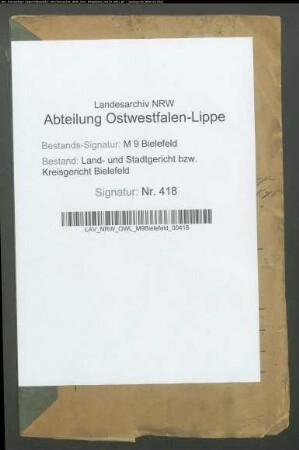 Landesarchiv NRW
Abteilung Ostwestfalen-Lippe
Bestands-Signatur: M 9 Bielefeld
Bestand: Land- und Stadtgericht bzw.
Kreisgericht Bielefeld
Signatur: Nr. 418
LAV_NRW_OWL_M9Bielefeld_00418